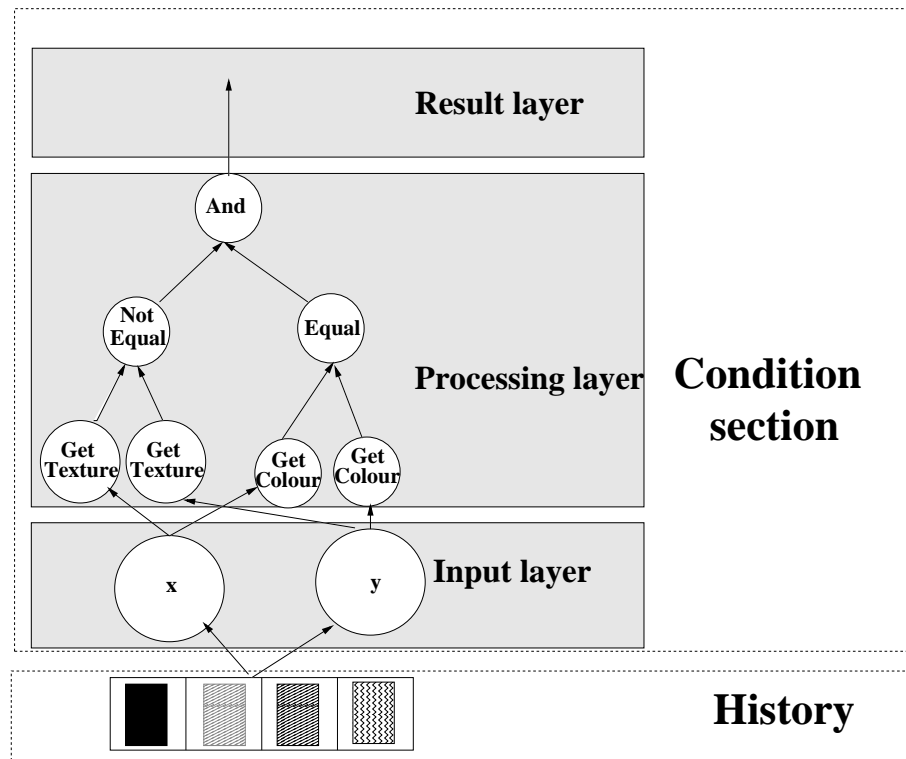 Result layer
And
Not
Equal
Equal
Processing layer
Condition
section
Get
Texture
Get
Texture
Get
Colour
Get
Colour
Input layer
x
y
History